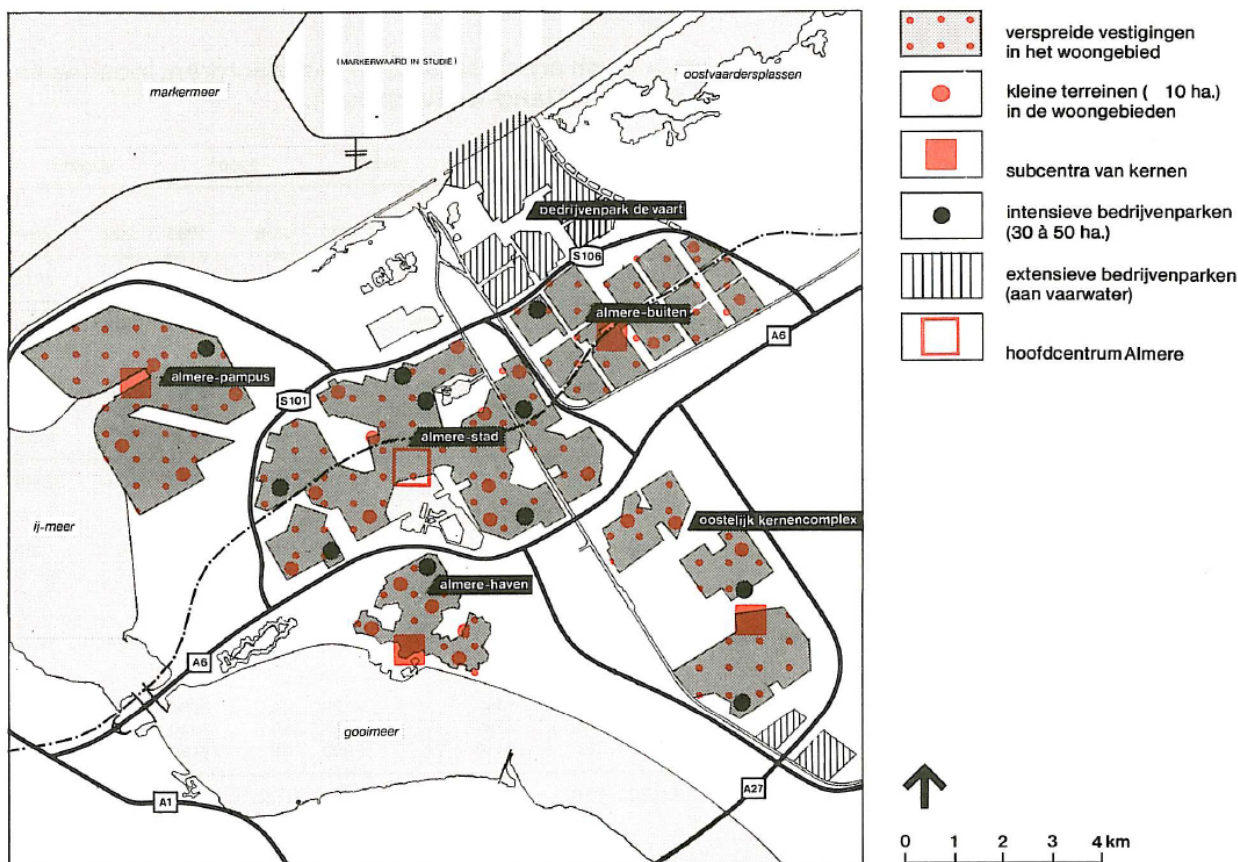 (MARKERWAARD IN STUDIE)
markermeer
oostvaardersplassen
bedrijvenpark de vaart
S106
almere-buiten
A6
almere-pampus
S101
almere-stad
ij-meer
oostelijk kernencomplex
almere-haven
A6
gooimeer
A1
A27
verspreide vestigingen
in het woongebied
kleine terreinen ( 10 ha.)
in de woongebieden
subcentra van kernen
intensieve bedrijvenparken
(30 à 50 ha.)
extensieve bedrijvenparken
(aan vaarwater)
hoofdcentrum Almere
0 1 2 3 4 km